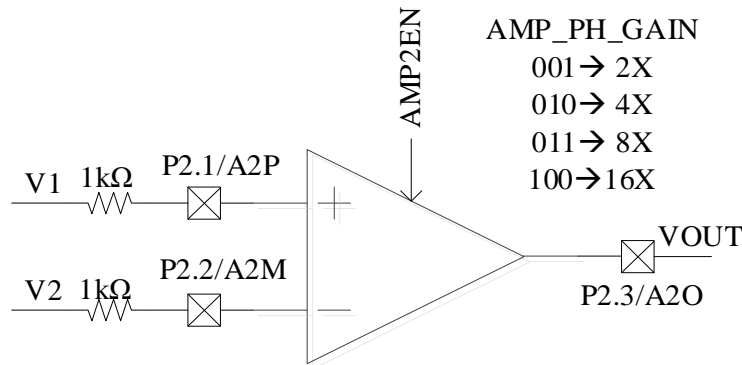 AMP_PH_GAIN
001→ 2X
010→ 4X
011→ 8X
100→16X
AMP2EN
V1 1kΩ P2.1/A2P
+
V2 1kΩ P2.2/A2M
−
VOUT
P2.3/A2O